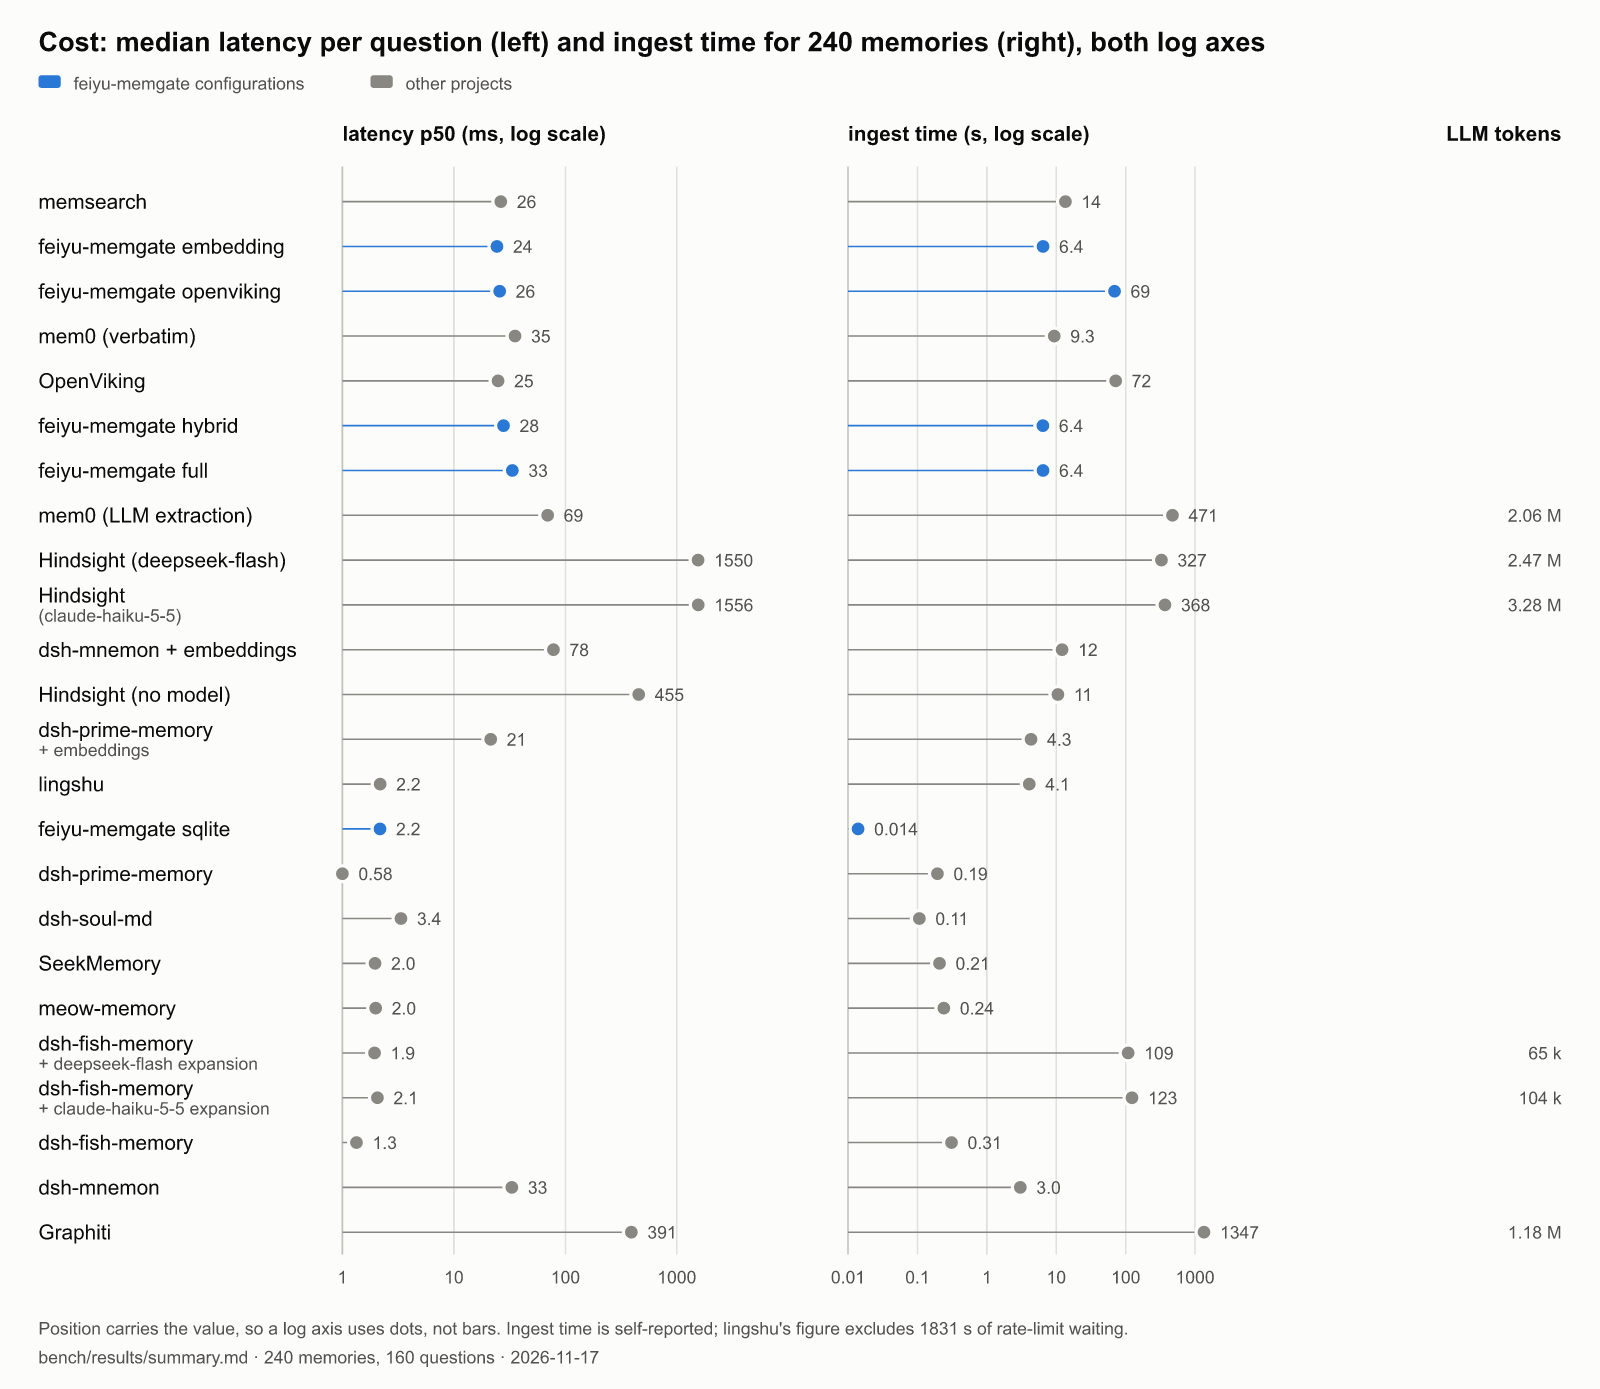 Cost: median latency per question (left) and ingest time for 240 memories (right), both log axes
feiyu-memgate configurations other projects
latency p50 (ms, log scale) ingest time (s, log scale) LLM tokens
memsearch 26 14
feiyu-memgate embedding 24 6.4
feiyu-memgate openviking 26 69
mem0 (verbatim) 35 9.3
OpenViking 25 72
feiyu-memgate hybrid 28 6.4
feiyu-memgate full 33 6.4
mem0 (LLM extraction) 69 471 2.06 M
Hindsight (deepseek-flash) 1550 327 2.47 M
Hindsight
(claude-haiku-5-5) 1556 368 3.28 M
dsh-mnemon + embeddings 78 12
Hindsight (no model) 455 11
dsh-prime-memory
+ embeddings 21 4.3
lingshu 2.2 4.1
feiyu-memgate sqlite 2.2 0.014
dsh-prime-memory 0.58 0.19
dsh-soul-md 3.4 0.11
SeekMemory 2.0 0.21
meow-memory 2.0 0.24
dsh-fish-memory
+ deepseek-flash expansion 1.9 109 65 k
dsh-fish-memory
+ claude-haiku-5-5 expansion 2.1 123 104 k
dsh-fish-memory 1.3 0.31
dsh-mnemon 33 3.0
Graphiti 391 1347 1.18 M
1 10 100 1000 0.01 0.1 1 10 100 1000
Position carries the value, so a log axis uses dots, not bars. Ingest time is self-reported; lingshu's figure excludes 1831 s of rate-limit waiting.
bench/results/summary.md · 240 memories, 160 questions · 2026-11-17